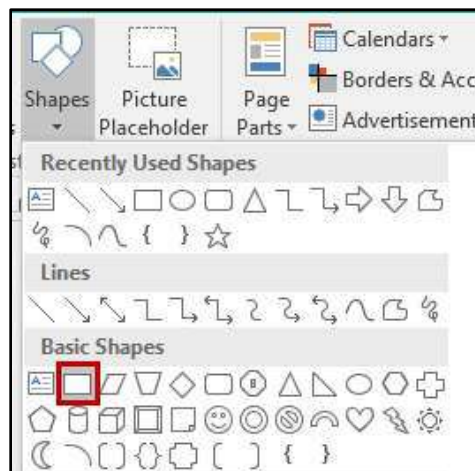 Shapes
Picture
Placeholder
Page
Parts
Calendars
Borders & Acc
Advertisement
Recently Used Shapes
Lines
Basic Shapes